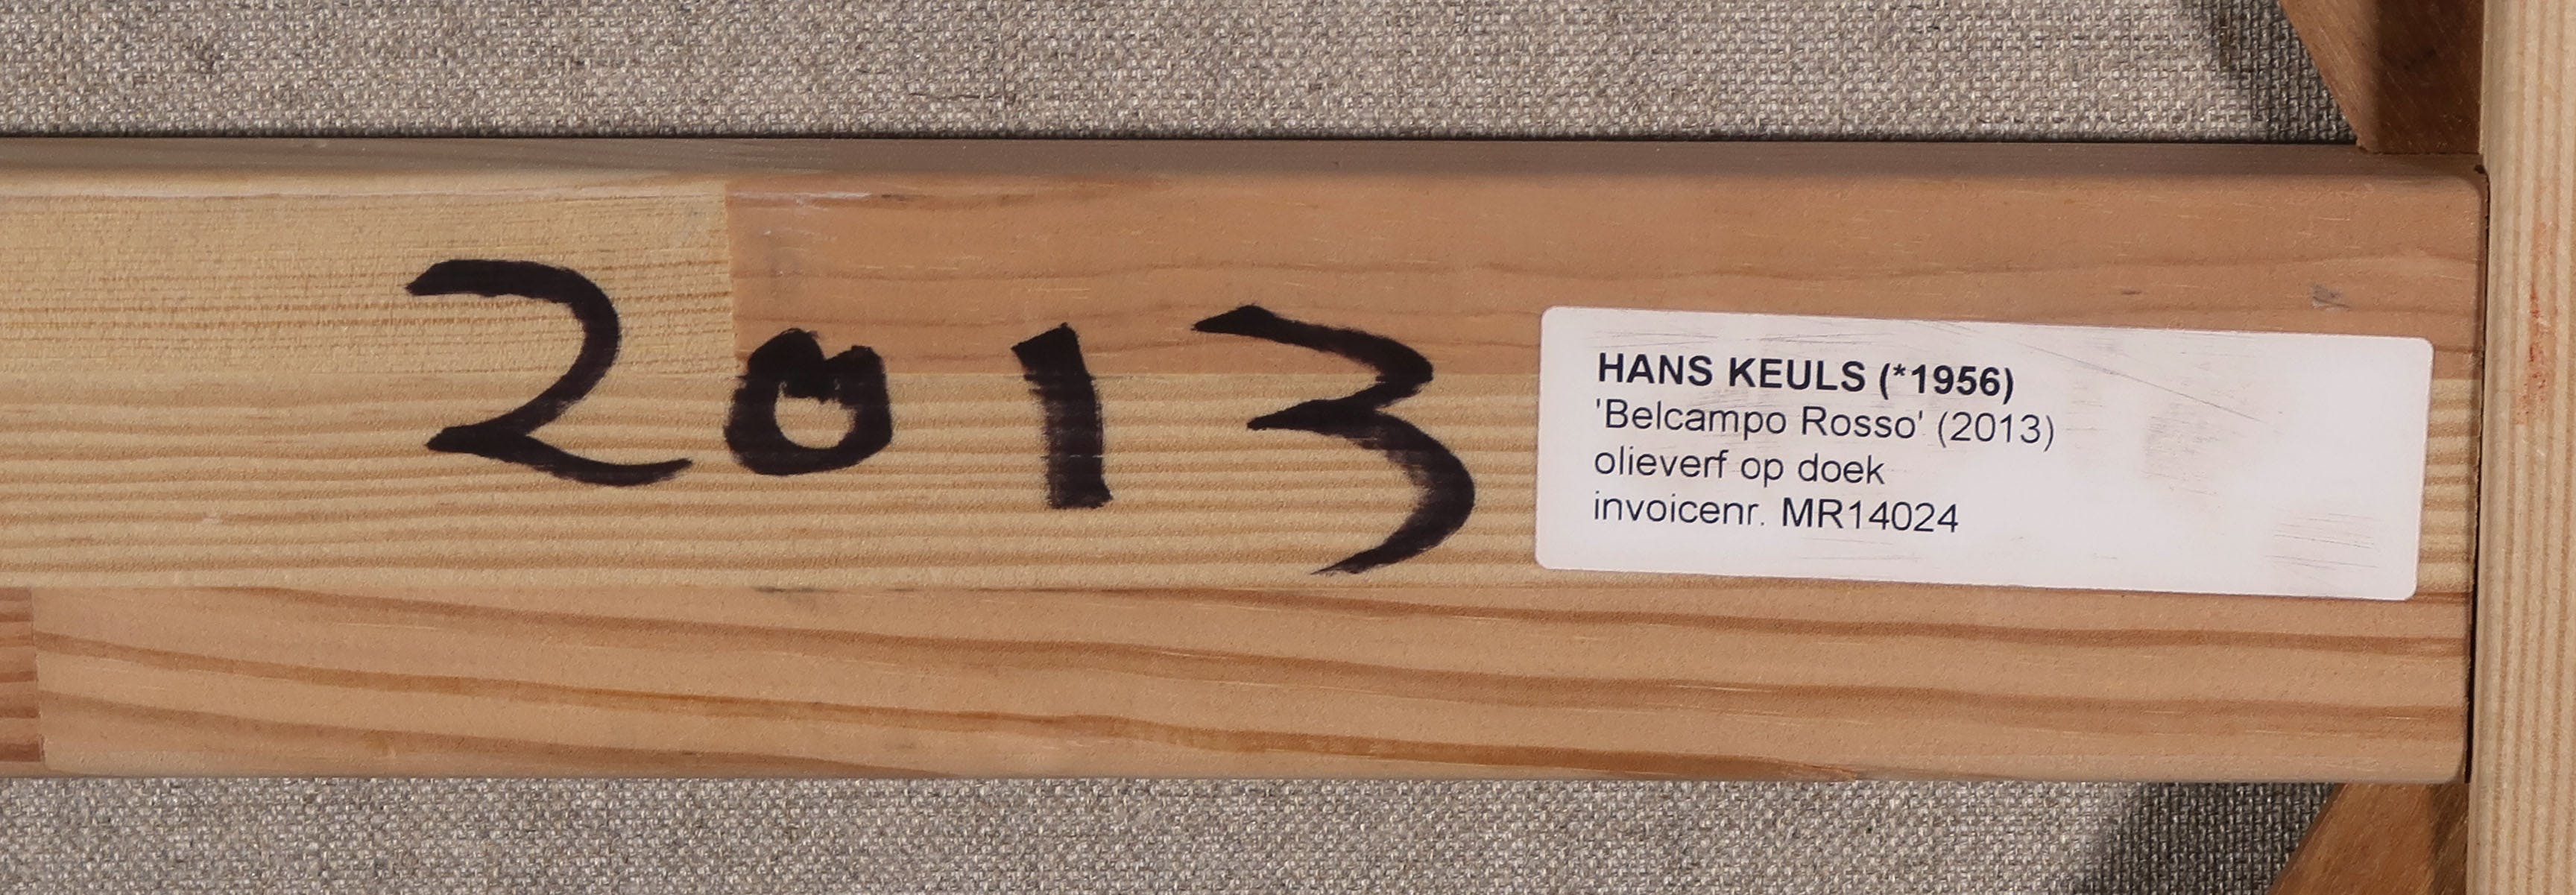 2013
HANS KEULS (*1956)
'Belcampo Rosso' (2013)
olieverf op doek
invoicenr. MR14024